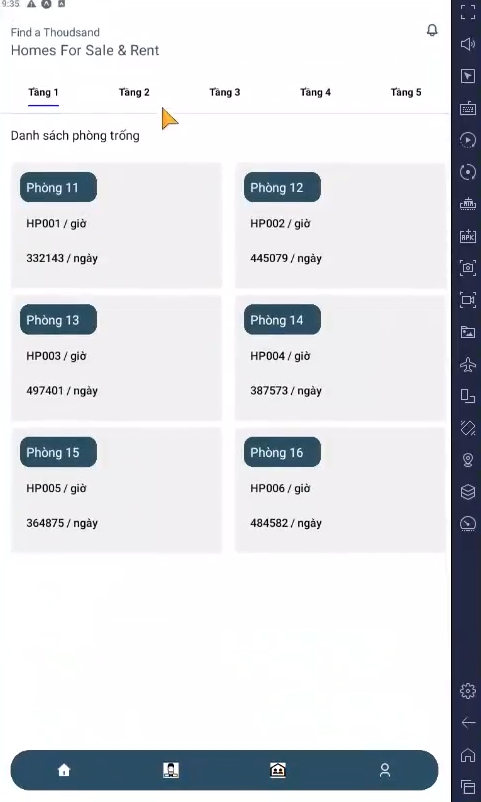 9:35
Find a Thoudsand
Homes For Sale & Rent
Tầng 1 Tầng 2 Tầng 3 Tầng 4 Tầng 5
Danh sách phòng trống
Phòng 11
HP001 / giờ
332143 / ngày
Phòng 12
HP002 / giờ
445079 / ngày
Phòng 13
HP003 / giờ
497401 / ngày
Phòng 14
HP004 / giờ
387573 / ngày
Phòng 15
HP005 / giờ
364875 / ngày
Phòng 16
HP006 / giờ
484582 / ngày
APK